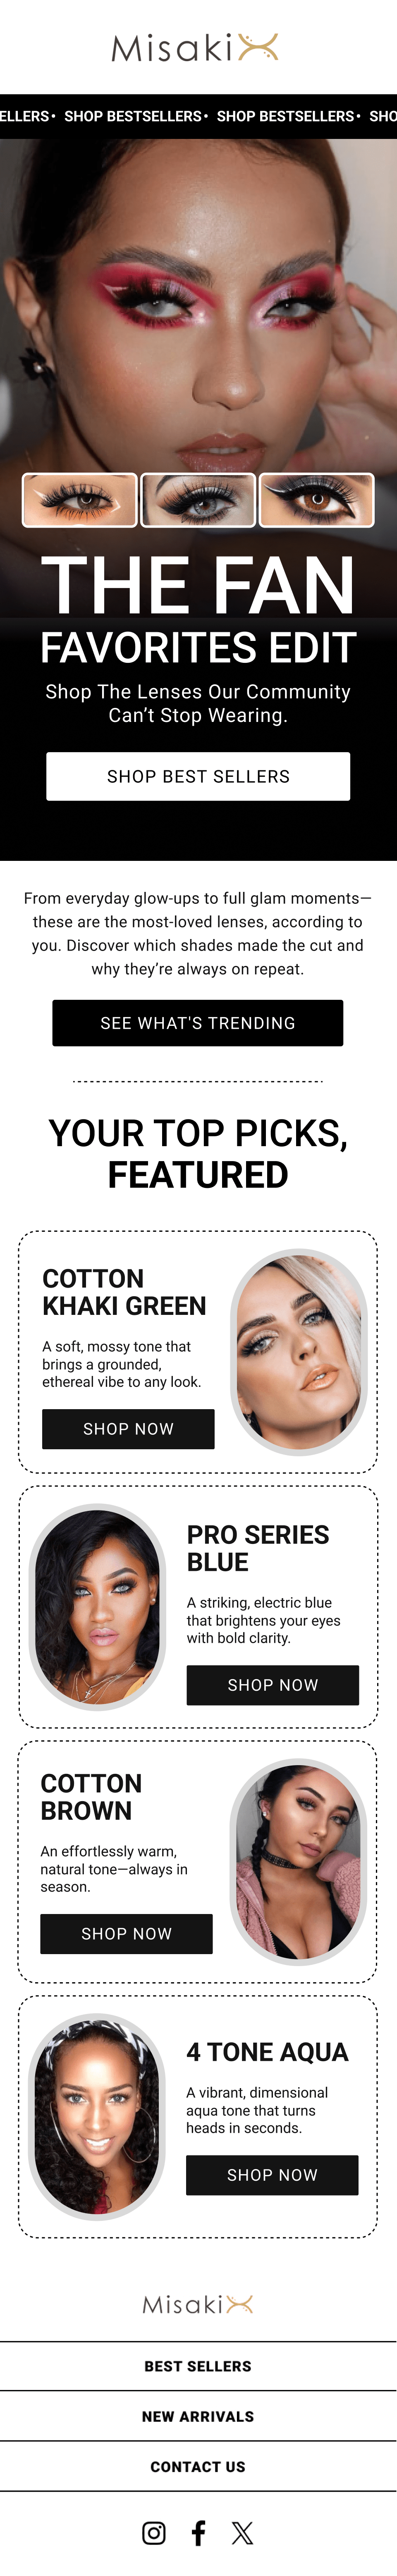 Misaki
ELLERS • SHOP BESTSELLERS • SHOP BESTSELLERS • SHO
THE FAN
FAVORITES EDIT
Shop The Lenses Our Community
Can’t Stop Wearing.
SHOP BEST SELLERS
From everyday glow-ups to full glam moments—
these are the most-loved lenses, according to
you. Discover which shades made the cut and
why they’re always on repeat.
SEE WHAT'S TRENDING
YOUR TOP PICKS,
FEATURED
COTTON
KHAKI GREEN
A soft, mossy tone that
brings a grounded,
ethereal vibe to any look.
SHOP NOW
PRO SERIES
BLUE
A striking, electric blue
that brightens your eyes
with bold clarity.
SHOP NOW
COTTON
BROWN
An effortlessly warm,
natural tone—always in
season.
SHOP NOW
4 TONE AQUA
A vibrant, dimensional
aqua tone that turns
heads in seconds.
SHOP NOW
Misaki
BEST SELLERS
NEW ARRIVALS
CONTACT US